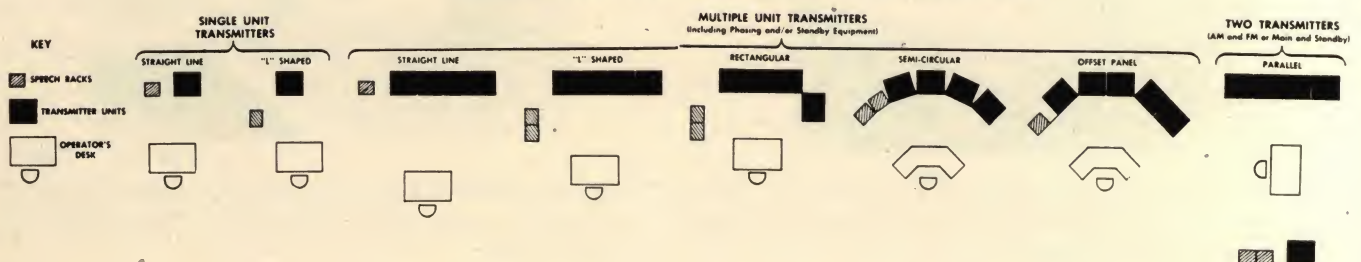 KEY
SPEECH RACKS
TRANSMITTER UNITS
OPERATOR'S
DESK
SINGLE UNIT
TRANSMITTERS
STRAIGHT LINE
"L" SHAPED
MULTIPLE UNIT TRANSMITTERS
(Including Phasing and/or Standby Equipment)
STRAIGHT LINE
"L" SHAPED
RECTANGULAR
SEMI-CIRCULAR
OFFSET PANEL
TWO TRANSMITTERS
(AM and FM or Main and Standby)
PARALLEL